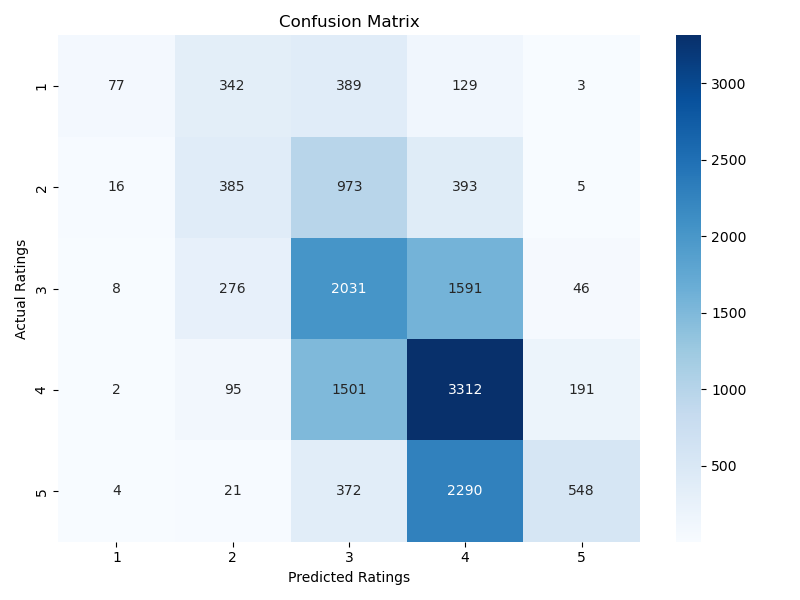 Confusion Matrix
Actual Ratings
1 77 342 389 129 3
2 16 385 973 393 5
3 8 276 2031 1591 46
4 2 95 1501 3312 191
5 4 21 372 2290 548
1 2 3 4 5
Predicted Ratings
3000
2500
2000
1500
1000
500